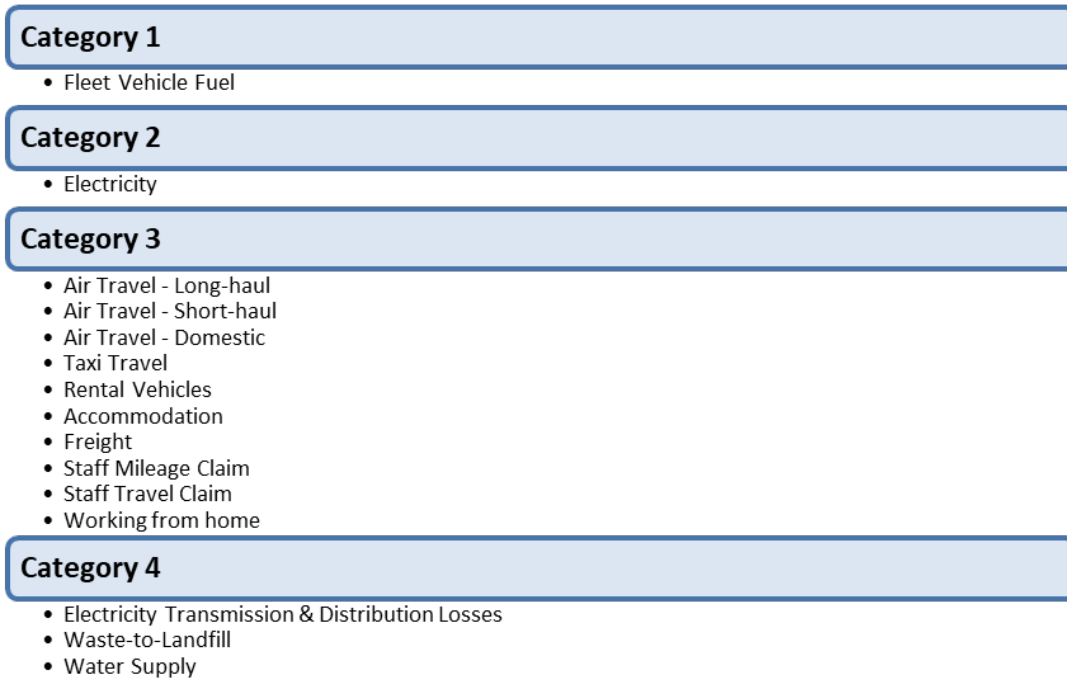 Category 1
• Fleet Vehicle Fuel
Category 2
• Electricity
Category 3
• Air Travel - Long-haul
• Air Travel - Short-haul
• Air Travel - Domestic
• Taxi Travel
• Rental Vehicles
• Accommodation
• Freight
• Staff Mileage Claim
• Staff Travel Claim
• Working from home
Category 4
• Electricity Transmission & Distribution Losses
• Waste-to-Landfill
• Water Supply